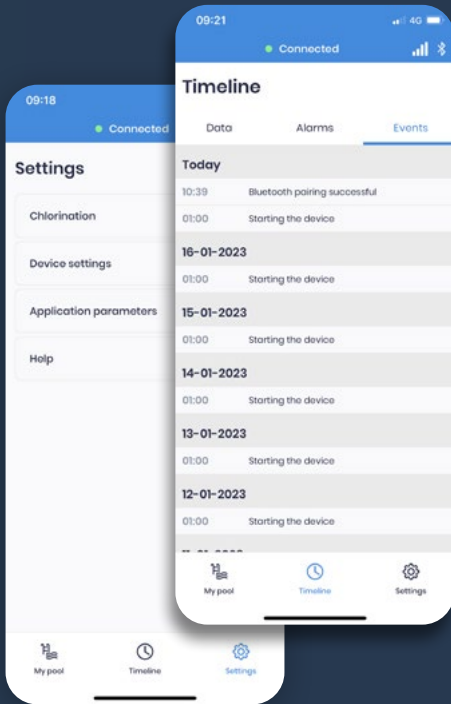 09:18
Connected
Settings
Chlorination
Device settings
Application parameters
Help
My pool
Timeline
Settings
09:21
4G
Connected
Timeline
Data Alarms Events
Today
10:39 Bluetooth pairing successful
01:00 Starting the device
16-01-2023
01:00 Starting the device
15-01-2023
01:00 Starting the device
14-01-2023
01:00 Starting the device
13-01-2023
01:00 Starting the device
12-01-2023
01:00 Starting the device
My pool Timeline Settings